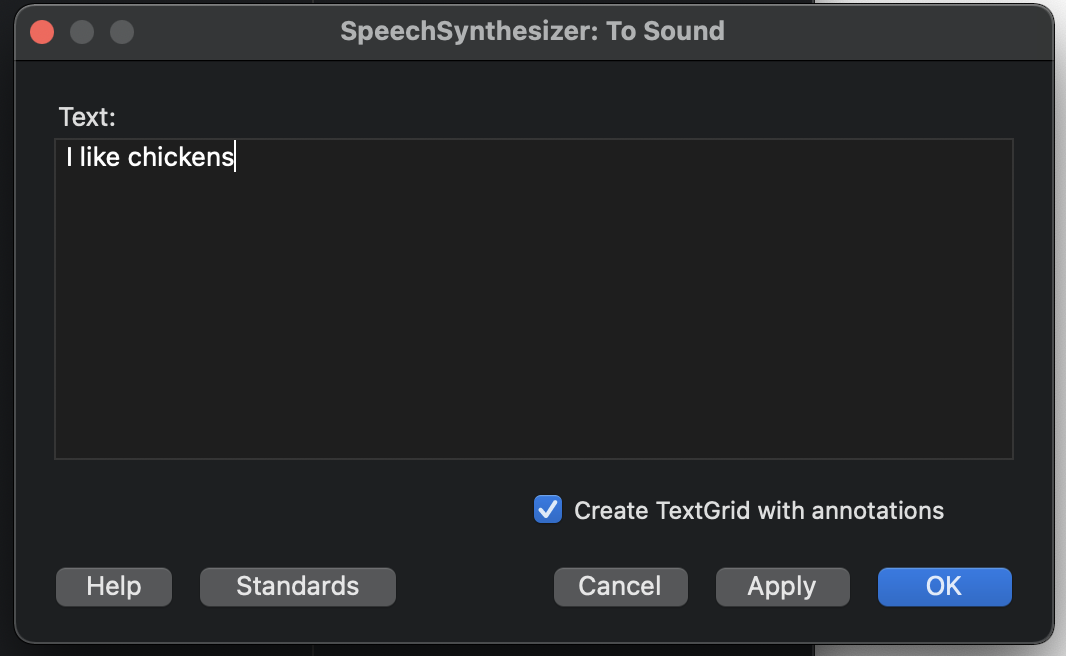 SpeechSynthesizer: To Sound
Text:
I like chickens
Create TextGrid with annotations
Help Standards Cancel Apply OK